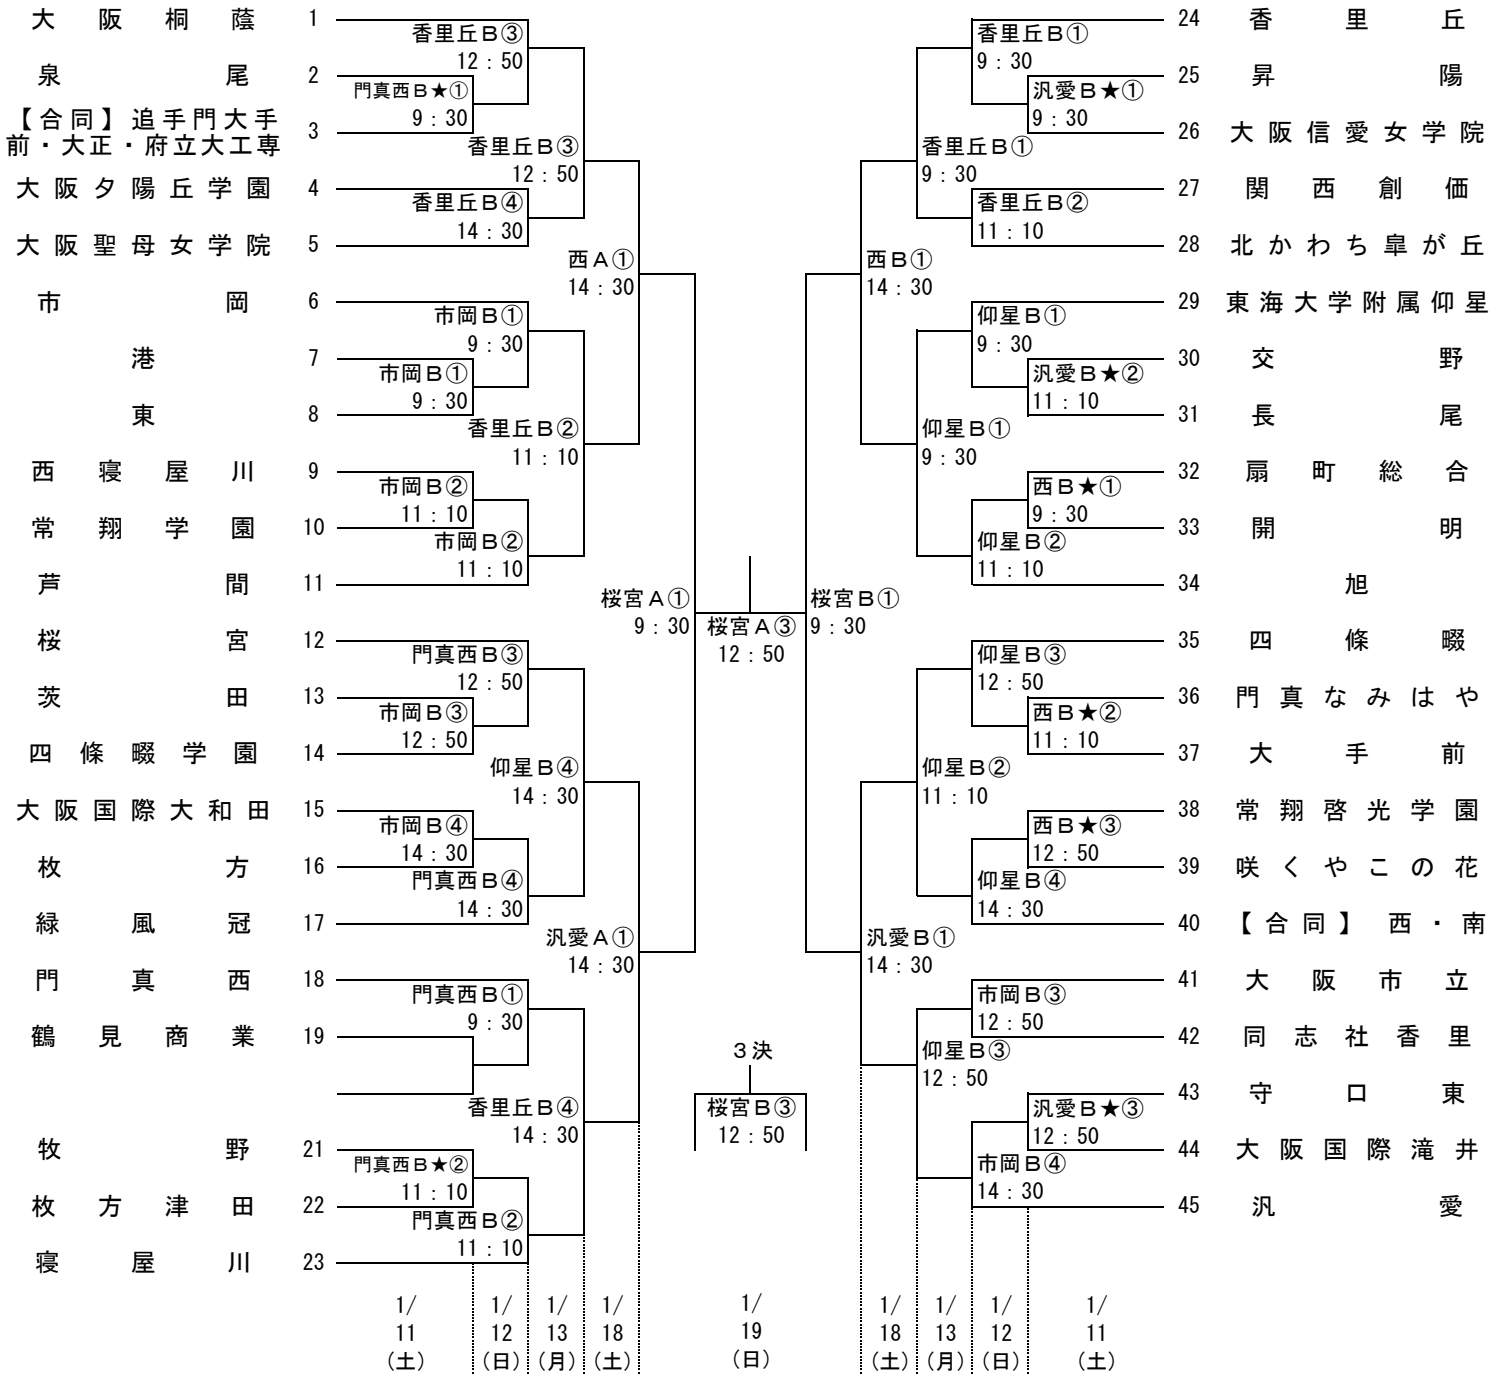 大阪桐蔭 1
香里丘Ｂ③
12：50
泉尾 2
門真西Ｂ★①
9：30
【合同】追手門大手
前・大正・府立大工専 3
香里丘Ｂ③
12：50
大阪夕陽丘学園 4
香里丘Ｂ④
14：30
大阪聖母女学院 5
西Ａ①
14：30
市岡 6
市岡Ｂ①
9：30
港 7
市岡Ｂ①
9：30
東 8
香里丘Ｂ②
11：10
西寝屋川 9
市岡Ｂ②
11：10
常翔学園 10
市岡Ｂ②
11：10
芦間 11
桜宮Ａ①
9：30
桜宮 12
門真西Ｂ③
12：50
茨田 13
市岡Ｂ③
12：50
四條畷学園 14
仰星Ｂ④
14：30
大阪国際大和田 15
市岡Ｂ④
14：30
枚方 16
門真西Ｂ④
14：30
緑風冠 17
汎愛Ａ①
14：30
門真西 18
門真西Ｂ①
9：30
鶴見商業 19
香里丘Ｂ④
14：30
牧野 21
門真西Ｂ★②
11：10
枚方津田 22
門真西Ｂ②
11：10
寝屋川 23
桜宮Ａ③
12：50
３決
桜宮Ｂ③
12：50
24 香里丘
香里丘Ｂ①
9：30
25 昇陽
汎愛Ｂ★①
9：30
26 大阪信愛女学院
香里丘Ｂ①
9：30
27 関西創価
香里丘Ｂ②
11：10
28 北かわち皐が丘
西Ｂ①
14：30
29 東海大学附属仰星
仰星Ｂ①
9：30
30 交野
汎愛Ｂ★②
11：10
31 長尾
仰星Ｂ①
9：30
32 扇町総合
西Ｂ★①
9：30
33 開明
仰星Ｂ②
11：10
34 旭
桜宮Ｂ①
9：30
35 四條畷
仰星Ｂ③
12：50
36 門真なみはや
西Ｂ★②
11：10
37 大手前
仰星Ｂ②
11：10
38 常翔啓光学園
西Ｂ★③
12：50
39 咲くやこの花
仰星Ｂ④
14：30
40 【合同】 西・南
汎愛Ｂ①
14：30
41 大阪市立
市岡Ｂ③
12：50
42 同志社香里
仰星Ｂ③
12：50
43 守口東
汎愛Ｂ★③
12：50
44 大阪国際滝井
市岡Ｂ④
14：30
45 汎愛
1/ 1/ 1/ 1/ 1/ 1/ 1/ 1/ 1/
11 12 13 18 19 18 13 12 11
（土） （日） （月） （土） （日） （土） （月） （日） （土）